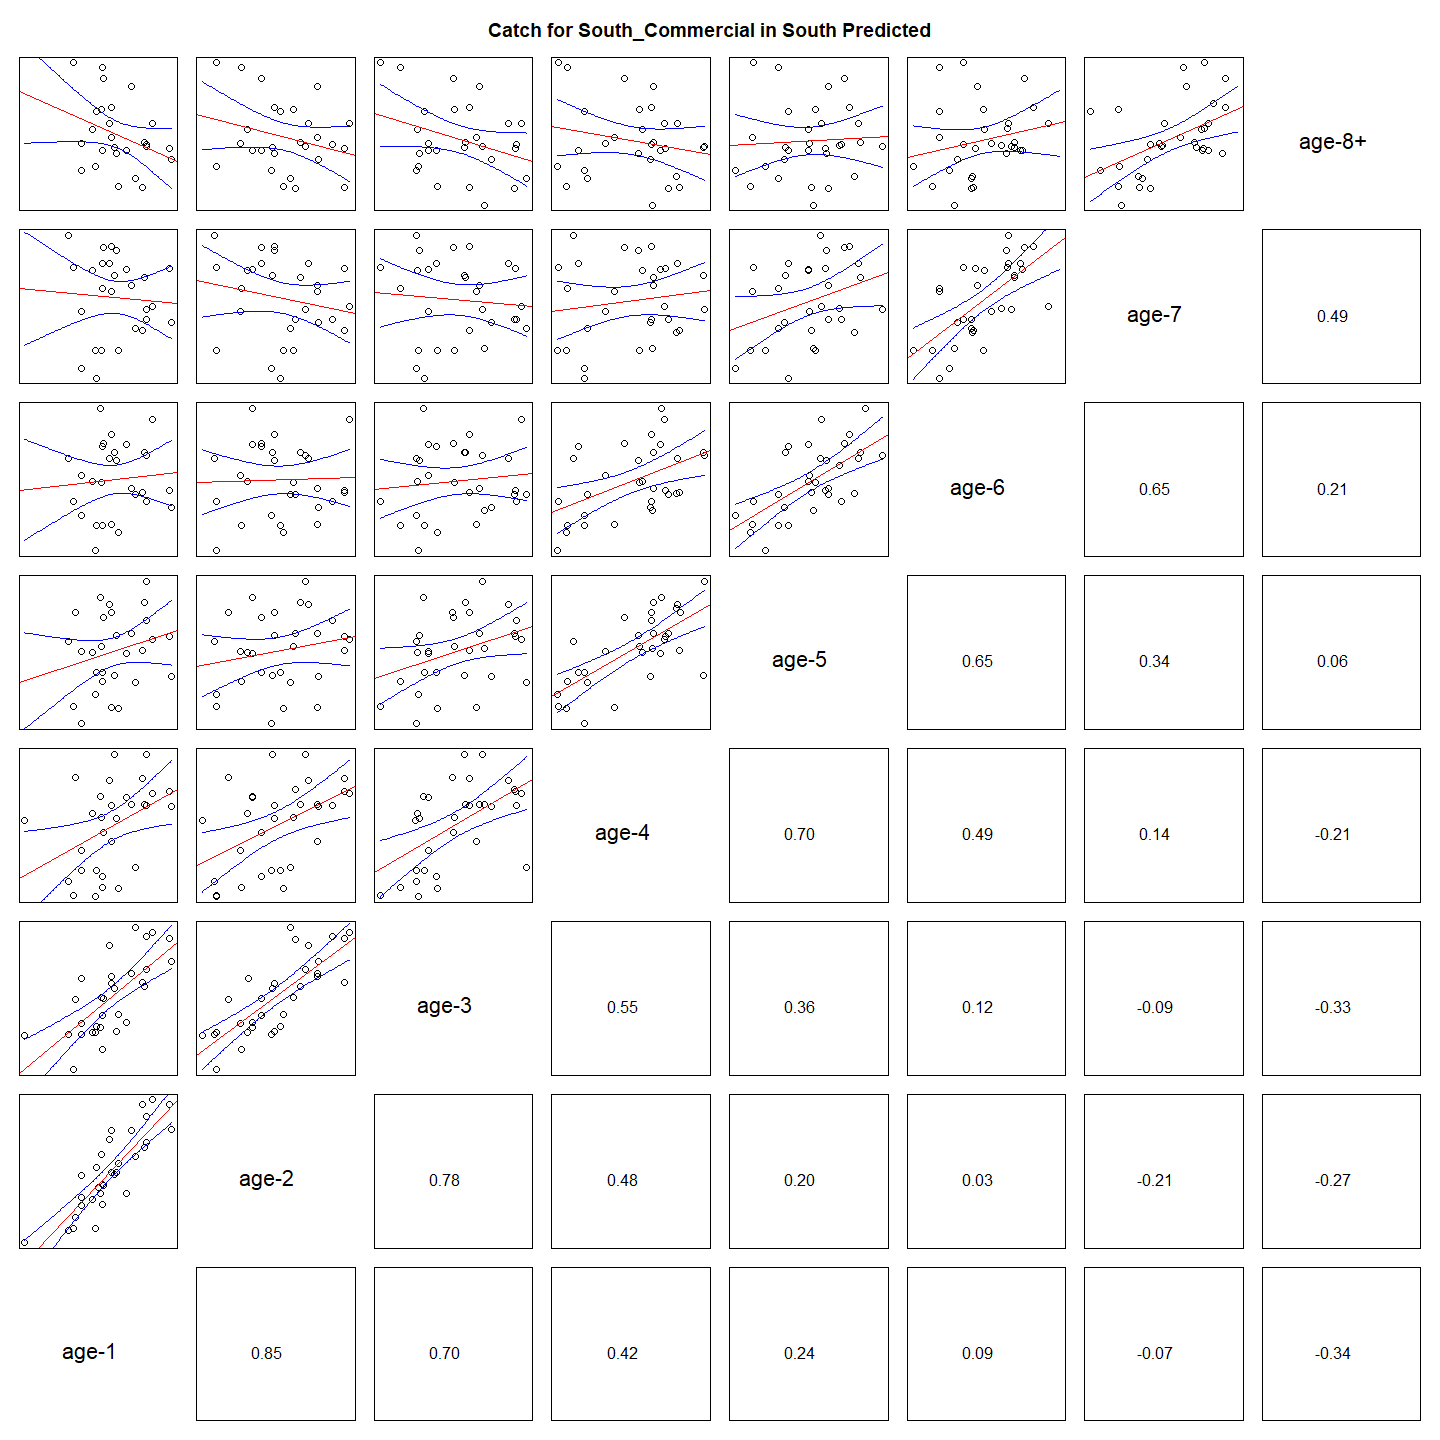 Catch for South_Commercial in South Predicted
age-8+
age-7 0.49
age-6 0.65 0.21
age-5 0.65 0.34 0.06
age-4 0.70 0.49 0.14 -0.21
age-3 0.55 0.36 0.12 -0.09 -0.33
age-2 0.78 0.48 0.20 0.03 -0.21 -0.27
age-1 0.85 0.70 0.42 0.24 0.09 -0.07 -0.34